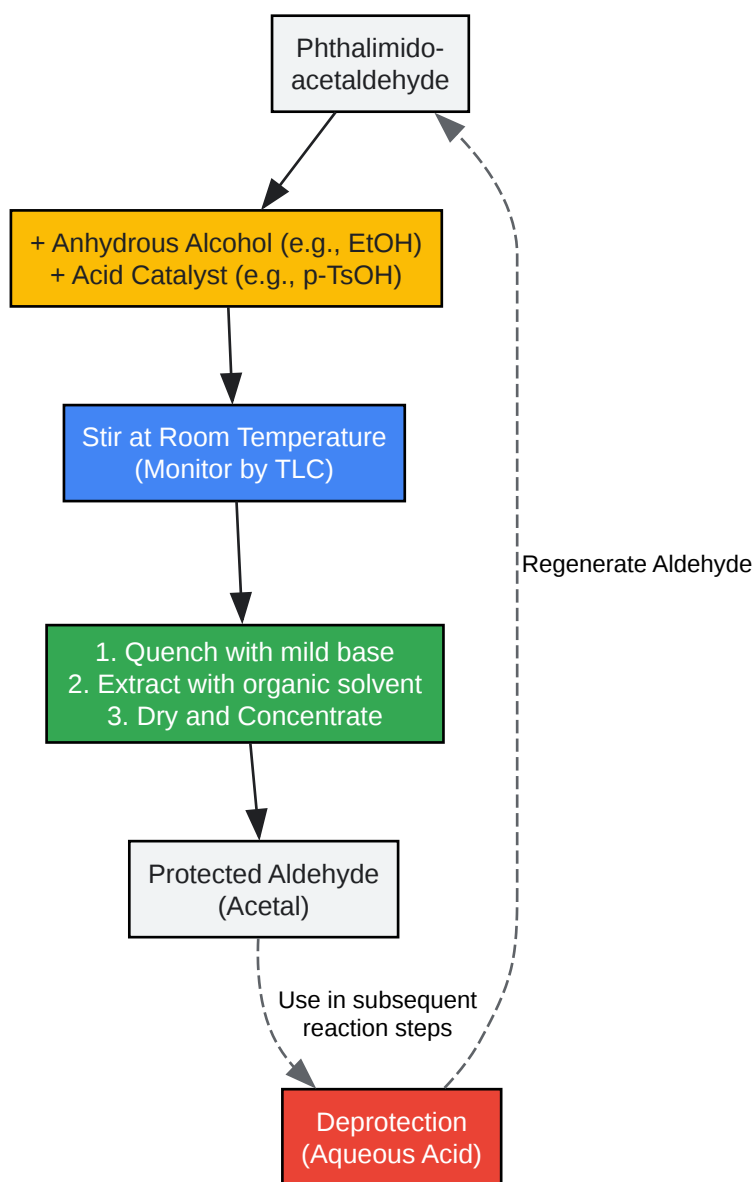 Phthalimido-
acetaldehyde
+ Anhydrous Alcohol (e.g., EtOH)
+ Acid Catalyst (e.g., p-TsOH)
Stir at Room Temperature
(Monitor by TLC)
Regenerate Aldehyde
1. Quench with mild base
2. Extract with organic solvent
3. Dry and Concentrate
Protected Aldehyde
(Acetal)
Use in subsequent
reaction steps
Deprotection
(Aqueous Acid)